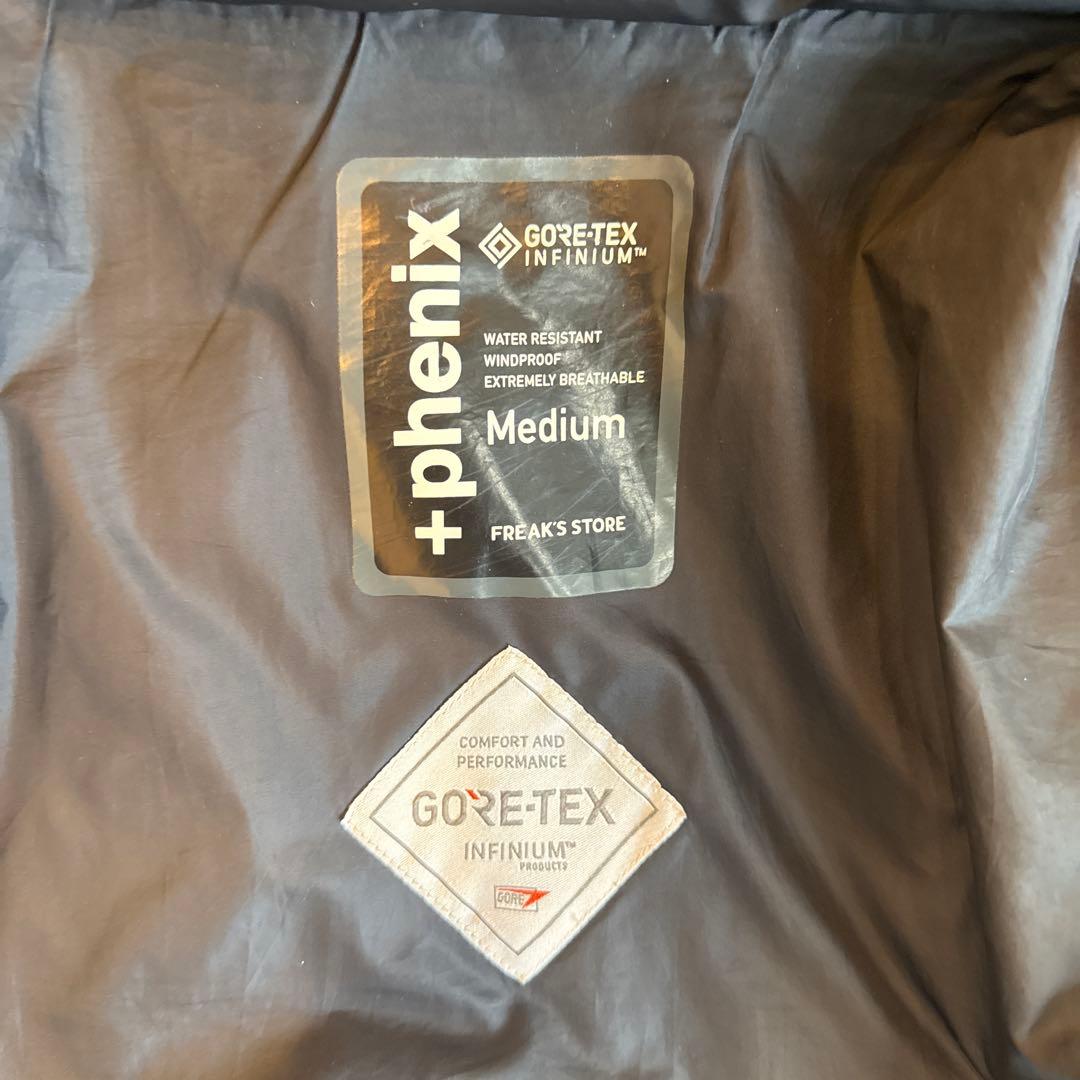 +phenix
GORE-TEX
INFINIUM™
WATER RESISTANT
WINDPROOF
EXTREMELY BREATHABLE
Medium
FREAK'S STORE
COMFORT AND
PERFORMANCE
GORE-TEX
INFINIUM™
PRODUCTS
GORE